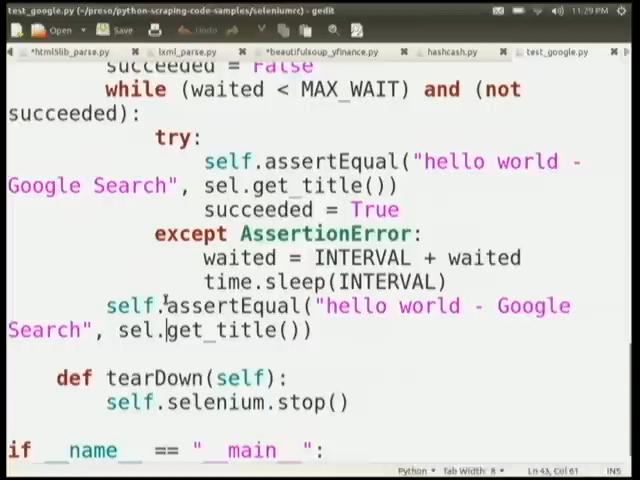 test_google.py (~/preso/python-scraping-code-samples/seleniumrc) - gedit
11:29 PM
Open Save Undo
*html5lib_parse.py lxml_parse.py *beautifulsoup_yfinance.py hashcash.py test_google.py
succeeded = False
while (waited < MAX_WAIT) and (not
succeeded):
try:
self.assertEqual("hello world -
Google Search", sel.get_title())
succeeded = True
except AssertionError:
waited = INTERVAL + waited
time.sleep(INTERVAL)
self.assertEqual("hello world - Google
Search", sel.get_title())
def tearDown(self):
self.selenium.stop()
if __name__ == "__main__":
Python Tab Width: 8 Ln 43, Col 61 INS